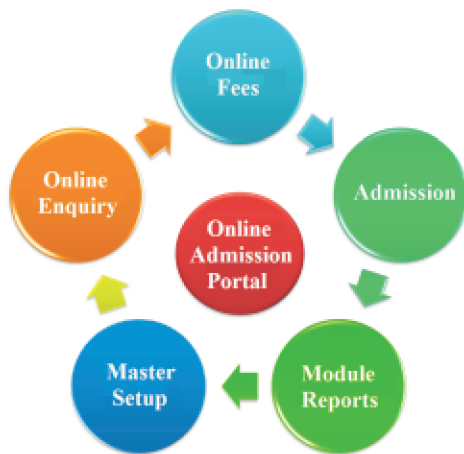 Online
Fees
Admission
Module
Reports
Master
Setup
Online
Enquiry
Online
Admission
Portal